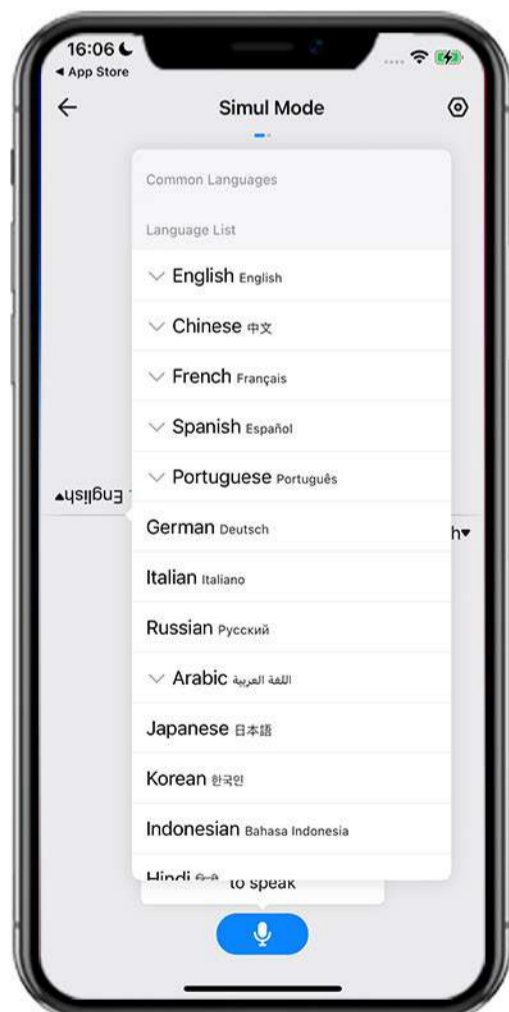 16:06
◂ App Store
Simul Mode
Common Languages
Language List
English English
Chinese 中文
French Français
Spanish Español
Portuguese Português
English
German Deutsch
h
Italian Italiano
Russian Русский
Arabic اللغة العربية
Japanese 日本語
Korean 한국인
Indonesian Bahasa Indonesia
Hindi
to speak